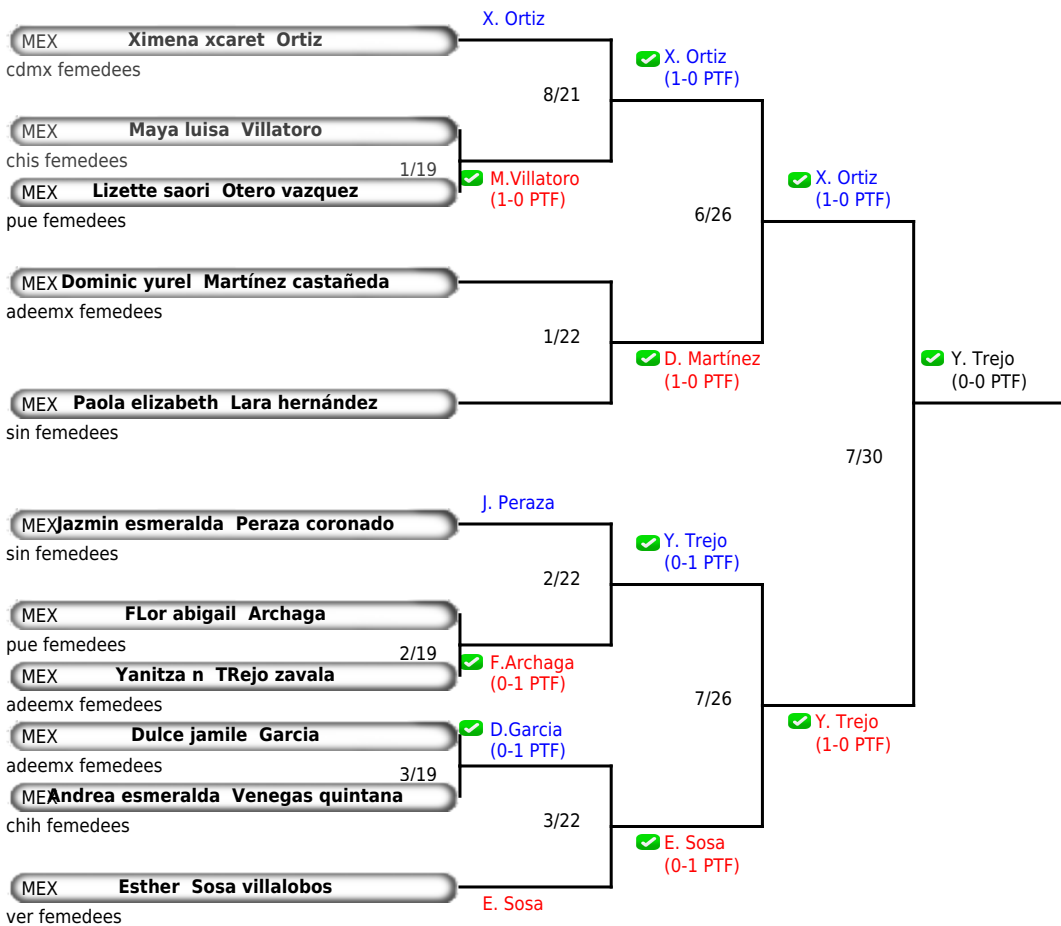 X. Ortiz
MEX Ximena xcaret Ortiz
cdmx femedees
X. Ortiz
(1-0 PTF)
8/21
MEX Maya luisa Villatoro
chis femedees
1/19
M.Villatoro
(1-0 PTF)
X. Ortiz
(1-0 PTF)
MEX Lizette saori Otero vazquez
pue femedees
6/26
MEX Dominic yurel Martínez castañeda
adeemx femedees
1/22
D. Martínez
(1-0 PTF)
Y. Trejo
(0-0 PTF)
MEX Paola elizabeth Lara hernández
sin femedees
7/30
J. Peraza
MEX Jazmin esmeralda Peraza coronado
sin femedees
Y. Trejo
(0-1 PTF)
2/22
MEX FLor abigail Archaga
pue femedees
2/19
F.Archaga
(0-1 PTF)
MEX Yanitza n TRejo zavala
adeemx femedees
7/26
Y. Trejo
(1-0 PTF)
MEX Dulce jamile Garcia
D.Garcia
(0-1 PTF)
adeemx femedees
3/19
MEX Andrea esmeralda Venegas quintana
chih femedees
3/22
E. Sosa
(0-1 PTF)
MEX Esther Sosa villalobos
E. Sosa
ver femedees